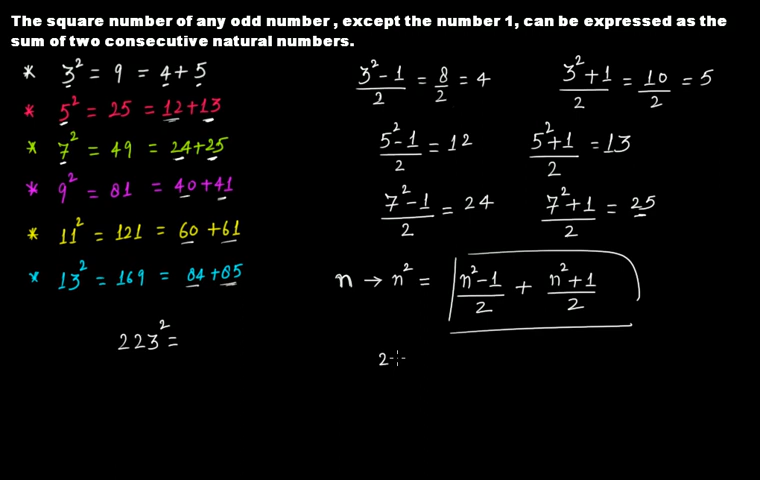 The square number of any odd number , except the number 1, can be expressed as the
sum of two consecutive natural numbers.
* 3² = 9 = 4 + 5
* 5² = 25 = 12 + 13
* 7² = 49 = 24 + 25
* 9² = 81 = 40 + 41
* 11² = 121 = 60 + 61
* 13² = 169 = 84 + 85
223² =
(3² - 1)/2 = 8/2 = 4 (3² + 1)/2 = 10/2 = 5
(5² - 1)/2 = 12 (5² + 1)/2 = 13
(7² - 1)/2 = 24 (7² + 1)/2 = 25
n → n² = (n² - 1)/2 + (n² + 1)/2
2